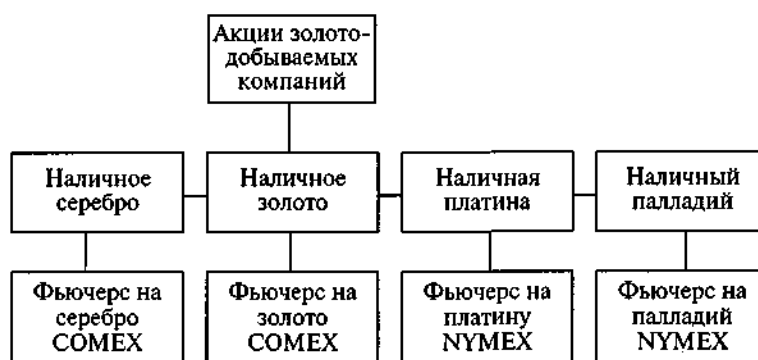 Акции золото-
добываемых
компаний
Наличное
серебро
Наличное
золото
Наличная
платина
Наличный
палладий
Фьючерс на
серебро
COMEX
Фьючерс на
золото
COMEX
Фьючерс на
платину
NYMEX
Фьючерс на
палладий
NYMEX